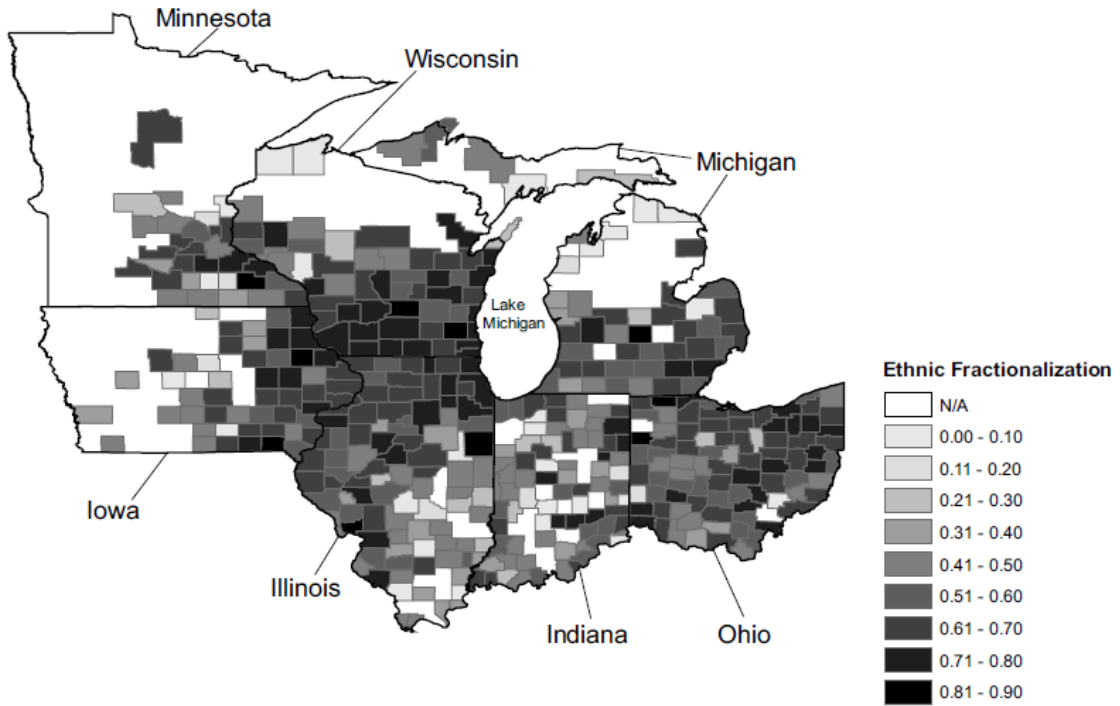 Minnesota
Wisconsin
Michigan
Lake
Michigan
Iowa
Illinois
Indiana
Ohio
Ethnic Fractionalization
N/A
0.00 - 0.10
0.11 - 0.20
0.21 - 0.30
0.31 - 0.40
0.41 - 0.50
0.51 - 0.60
0.61 - 0.70
0.71 - 0.80
0.81 - 0.90